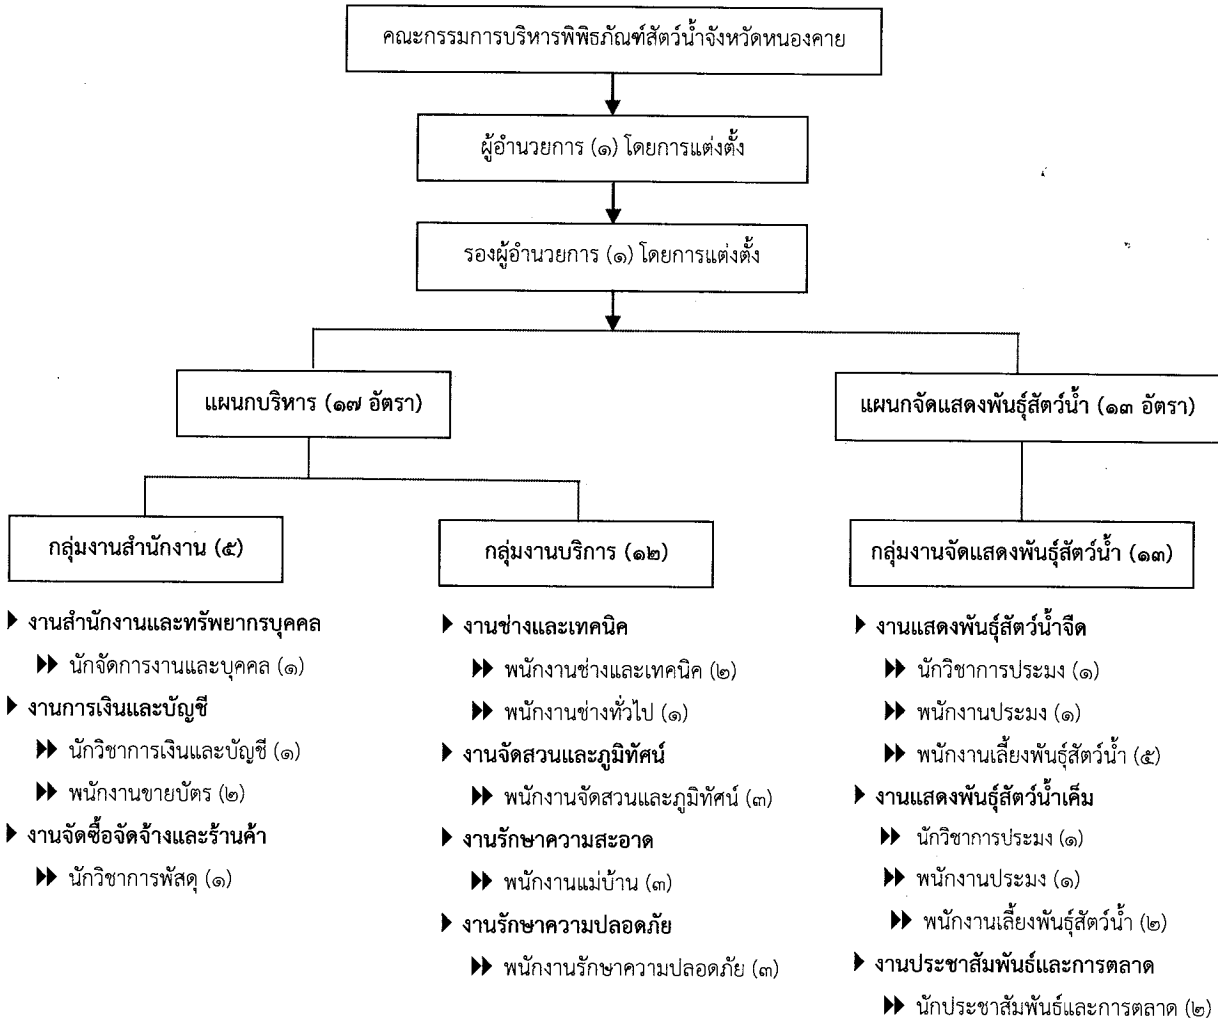 คณะกรรมการบริหารพิพิธภัณฑ์สัตว์น้ำจังหวัดหนองคาย
ผู้อำนวยการ (๑) โดยการแต่งตั้ง
รองผู้อำนวยการ (๑) โดยการแต่งตั้ง
แผนกบริหาร (๑๗ อัตรา)
แผนกจัดแสดงพันธุ์สัตว์น้ำ (๑๓ อัตรา)
กลุ่มงานสำนักงาน (๕)
งานสำนักงานและทรัพยากรบุคคล
นักจัดการงานและบุคคล (๑)
งานการเงินและบัญชี
นักวิชาการเงินและบัญชี (๑)
พนักงานขายบัตร (๒)
งานจัดซื้อจัดจ้างและร้านค้า
นักวิชาการพัสดุ (๑)
กลุ่มงานบริการ (๑๒)
งานช่างและเทคนิค
พนักงานช่างและเทคนิค (๒)
พนักงานช่างทั่วไป (๑)
งานจัดสวนและภูมิทัศน์
พนักงานจัดสวนและภูมิทัศน์ (๓)
งานรักษาความสะอาด
พนักงานแม่บ้าน (๓)
งานรักษาความปลอดภัย
พนักงานรักษาความปลอดภัย (๓)
กลุ่มงานจัดแสดงพันธุ์สัตว์น้ำ (๑๓)
งานแสดงพันธุ์สัตว์น้ำจืด
นักวิชาการประมง (๑)
พนักงานประมง (๑)
พนักงานเลี้ยงพันธุ์สัตว์น้ำ (๕)
งานแสดงพันธุ์สัตว์น้ำเค็ม
นักวิชาการประมง (๑)
พนักงานประมง (๑)
พนักงานเลี้ยงพันธุ์สัตว์น้ำ (๒)
งานประชาสัมพันธ์และการตลาด
นักประชาสัมพันธ์และการตลาด (๒)